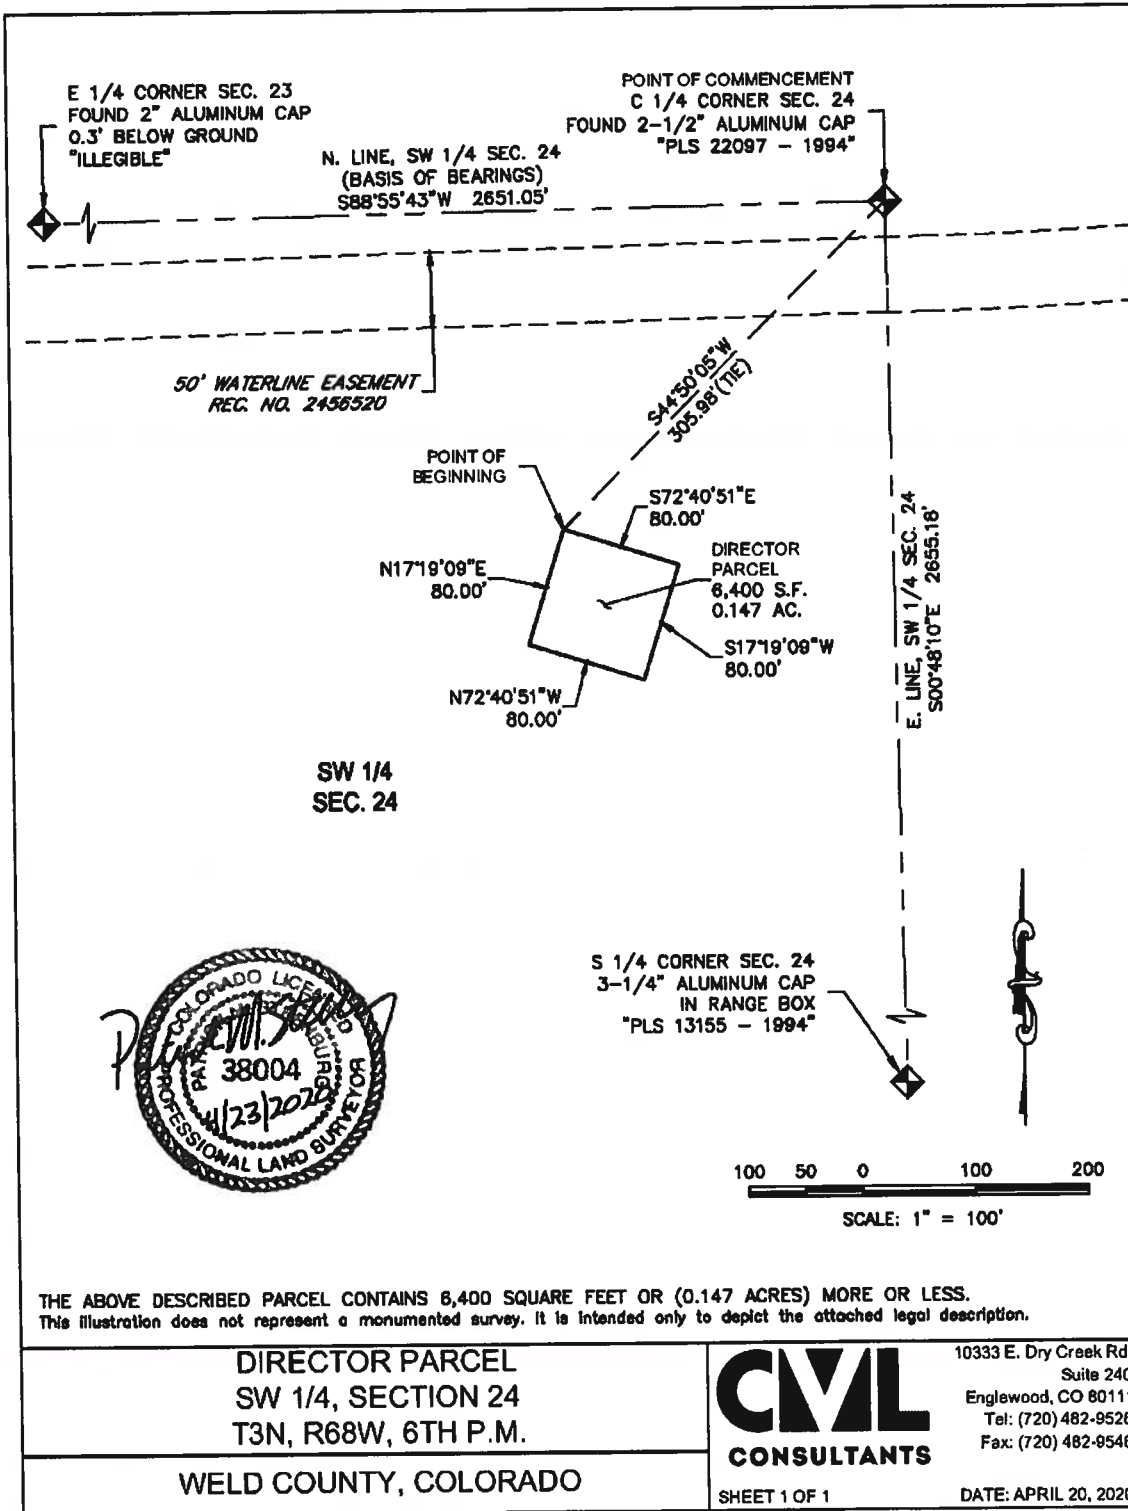 E 1/4 CORNER SEC. 23
FOUND 2" ALUMINUM CAP
0.3' BELOW GROUND
"ILLEGIBLE"
POINT OF COMMENCEMENT
C 1/4 CORNER SEC. 24
FOUND 2-1/2" ALUMINUM CAP
"PLS 22097 - 1994"
N. LINE, SW 1/4 SEC. 24
(BASIS OF BEARINGS)
S88°55'43"W 2651.05'
50' WATERLINE EASEMENT
REC. NO. 2456520
S44°50'05"W
305.98'(TIE)
POINT OF
BEGINNING
S72°40'51"E
80.00'
N17°19'09"E
80.00'
DIRECTOR
PARCEL
6,400 S.F.
0.147 AC.
S17°19'09"W
80.00'
N72°40'51"W
80.00'
E. LINE, SW 1/4 SEC. 24
S00°48'10"E 2655.18'
SW 1/4
SEC. 24
S 1/4 CORNER SEC. 24
3-1/4" ALUMINUM CAP
IN RANGE BOX
"PLS 13155 - 1994"
COLORADO LICENSED
38004
4/23/2020
PROFESSIONAL LAND SURVEYOR
100 50 0 100 200
SCALE: 1" = 100'
THE ABOVE DESCRIBED PARCEL CONTAINS 6,400 SQUARE FEET OR (0.147 ACRES) MORE OR LESS.
This illustration does not represent a monumented survey. It is intended only to depict the attached legal description.
DIRECTOR PARCEL
SW 1/4, SECTION 24
T3N, R68W, 6TH P.M.
WELD COUNTY, COLORADO
CVL
CONSULTANTS
10333 E. Dry Creek Rd.
Suite 240
Englewood, CO 80111
Tel: (720) 482-9526
Fax: (720) 482-9546
SHEET 1 OF 1
DATE: APRIL 20, 2020